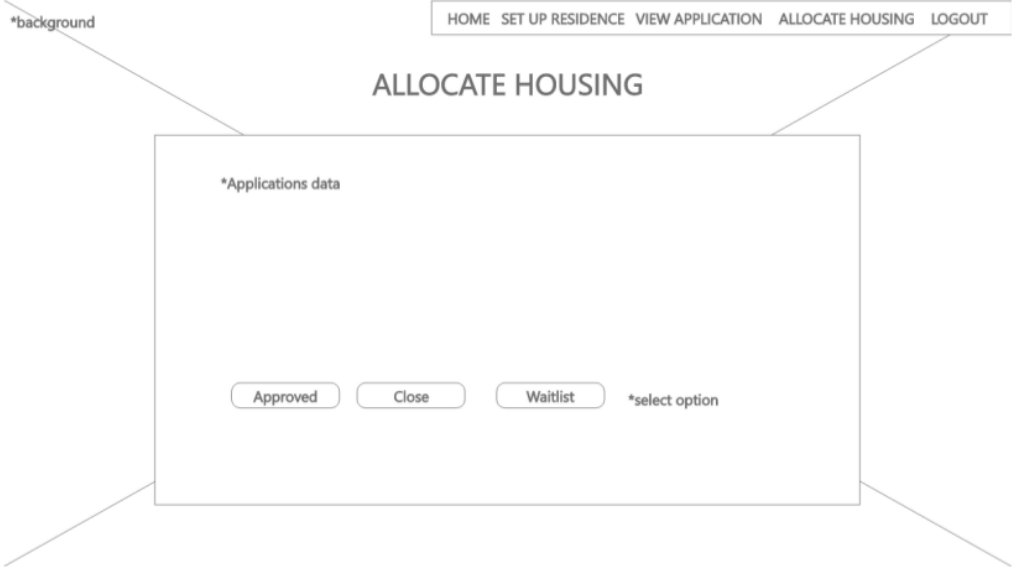 *background
HOME SET UP RESIDENCE VIEW APPLICATION ALLOCATE HOUSING LOGOUT
ALLOCATE HOUSING
*Applications data
Approved Close Waitlist *select option